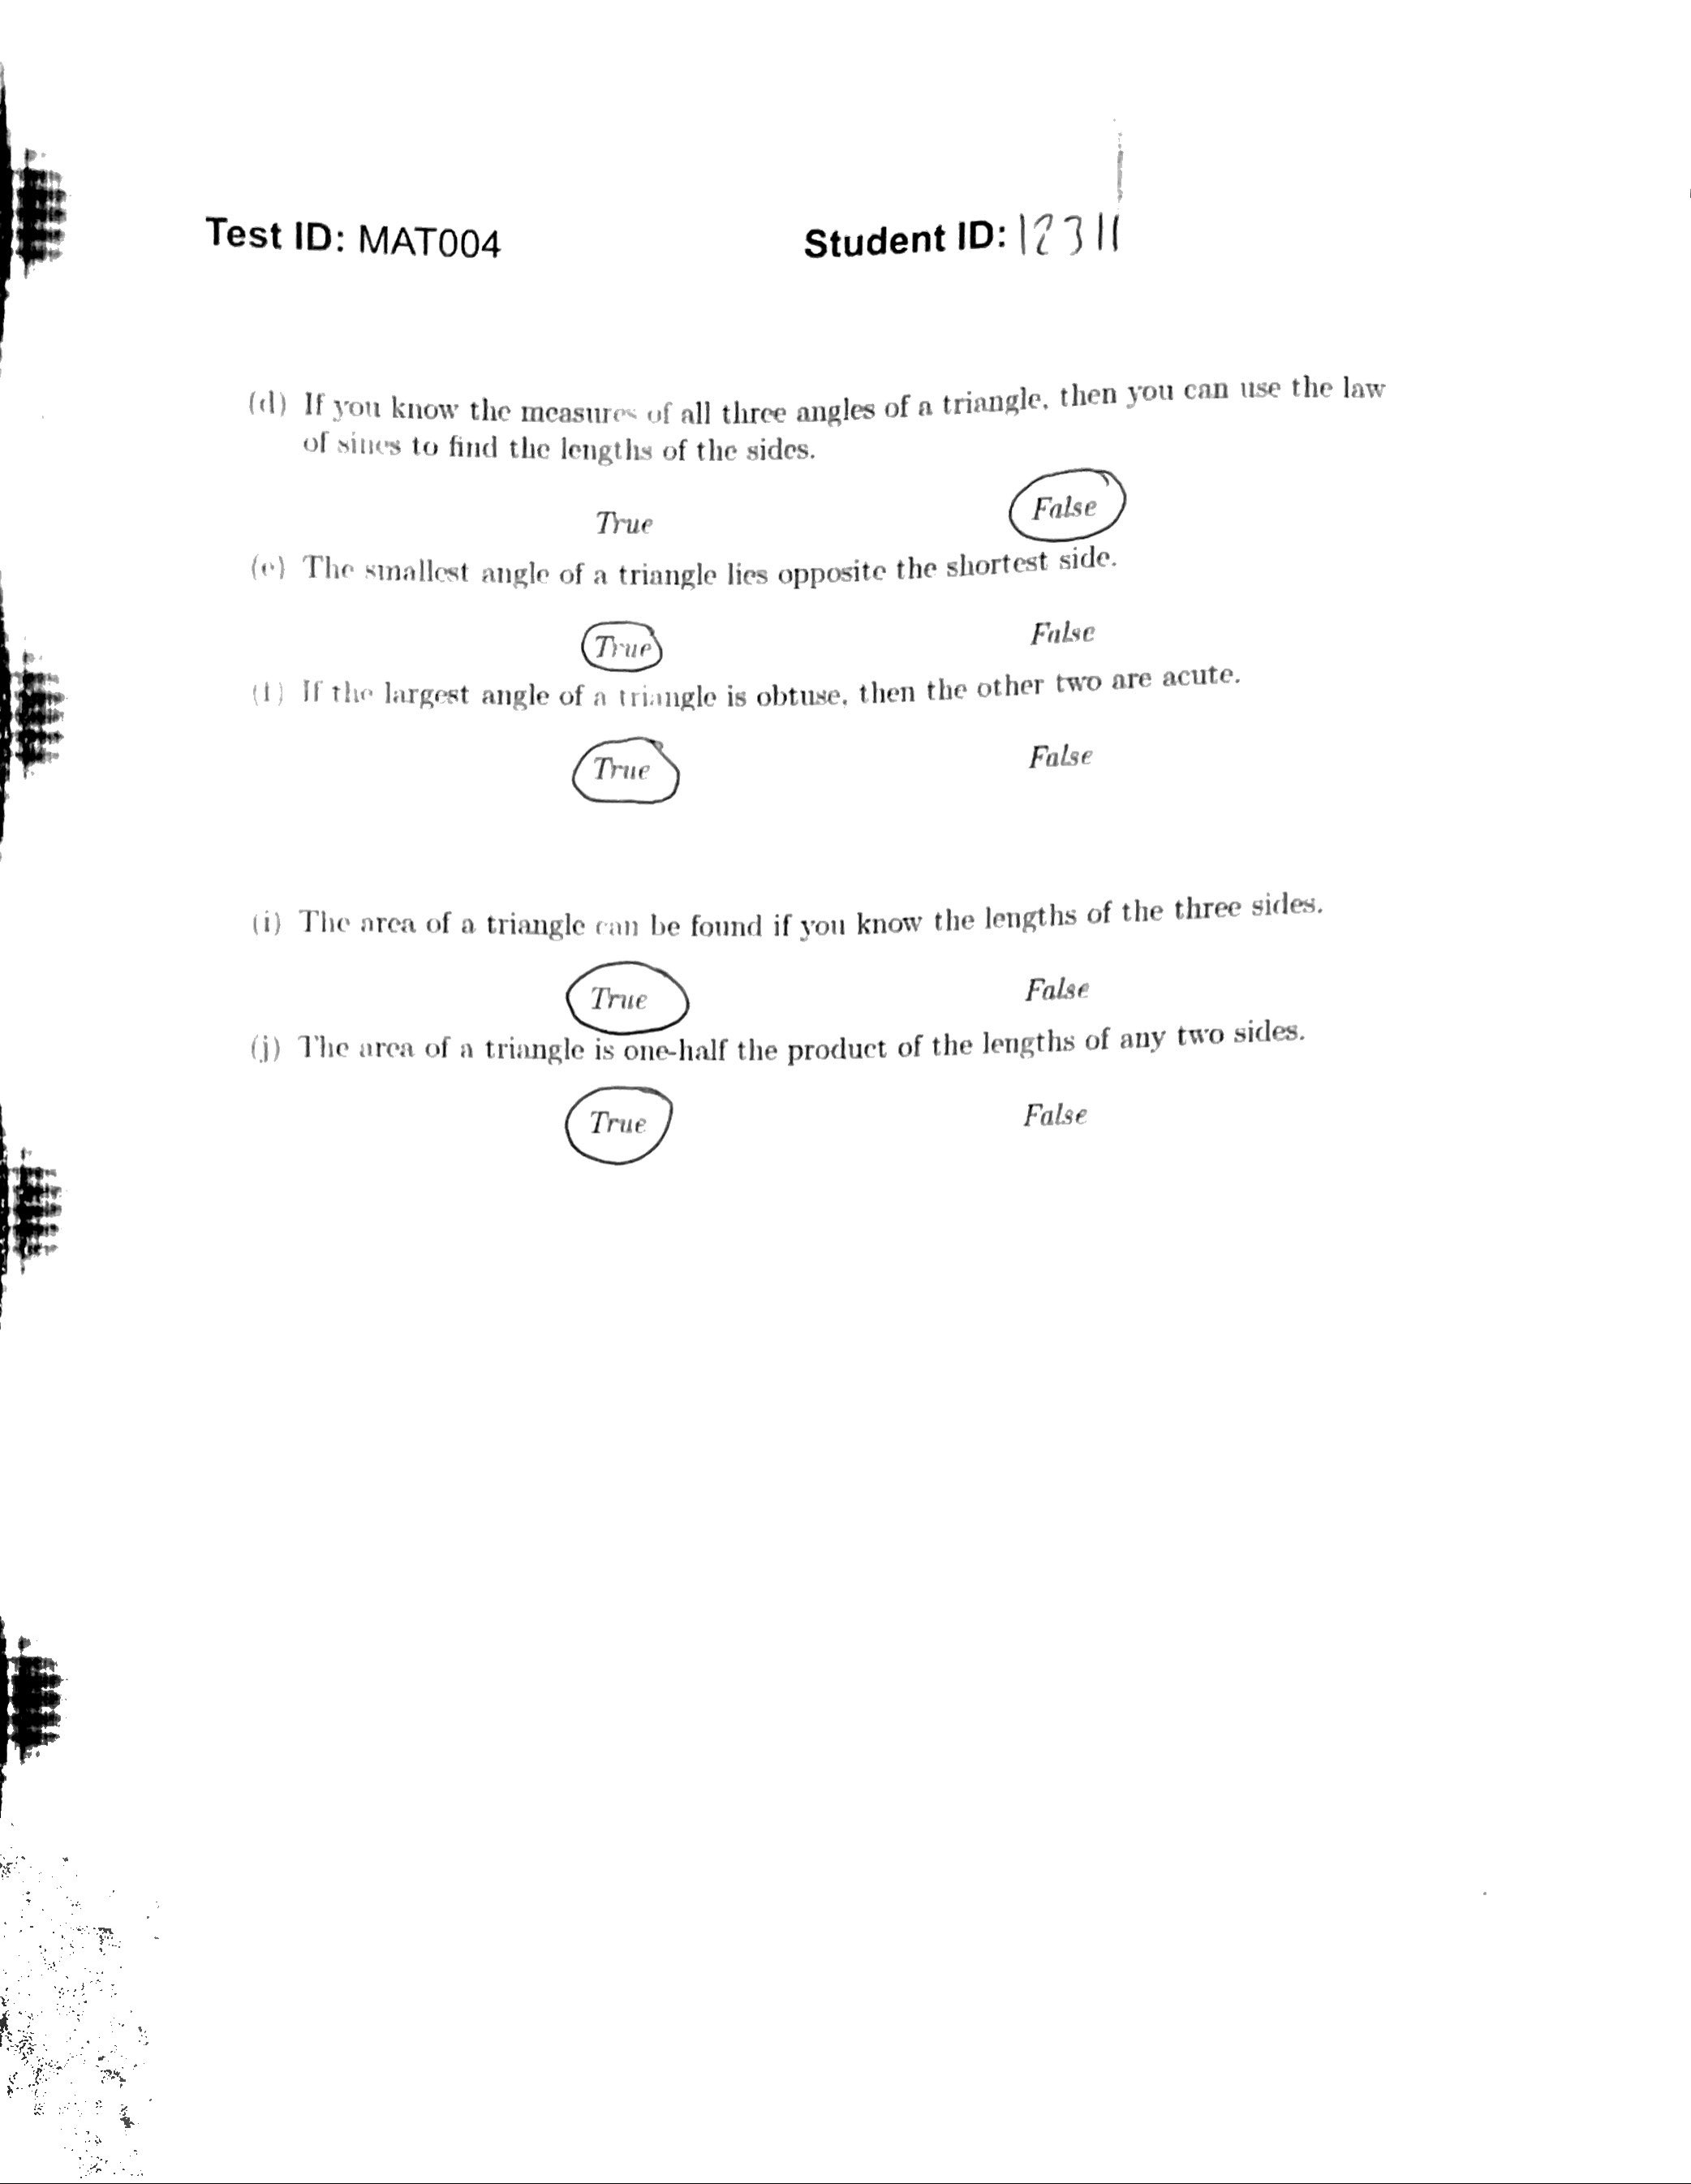 Test ID: MAT004 Student ID: 12311
(d) If you know the measures of all three angles of a triangle, then you can use the law
of sines to find the lengths of the sides.
True False
(e) The smallest angle of a triangle lies opposite the shortest side.
True False
(f) If the largest angle of a triangle is obtuse, then the other two are acute.
True False
(i) The area of a triangle can be found if you know the lengths of the three sides.
True False
(j) The area of a triangle is one-half the product of the lengths of any two sides.
True False